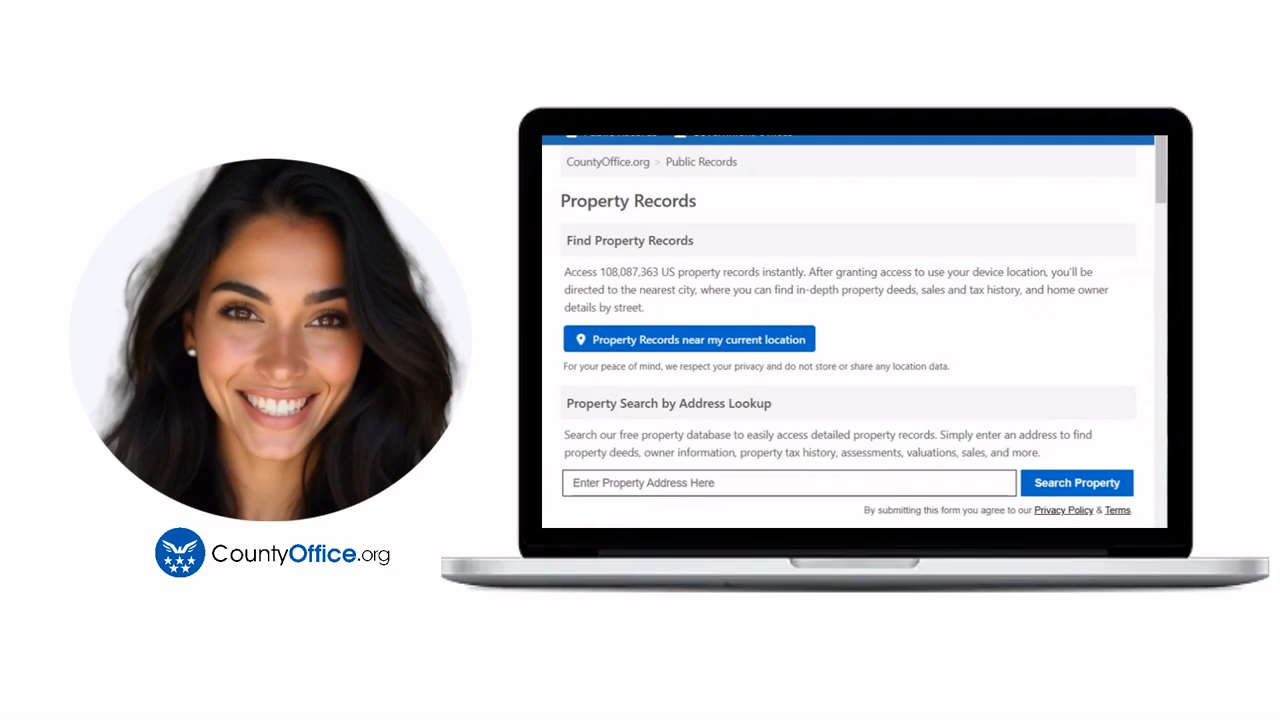 CountyOffice.org
CountyOffice.org > Public Records
Property Records
Find Property Records
Access 108,087,363 US property records instantly. After granting access to use your device location, you'll be
directed to the nearest city, where you can find in-depth property deeds, sales and tax history, and home owner
details by street.
Property Records near my current location
For your peace of mind, we respect your privacy and do not store or share any location data.
Property Search by Address Lookup
Search our free property database to easily access detailed property records. Simply enter an address to find
property deeds, owner information, property tax history, assessments, valuations, sales, and more.
Enter Property Address Here
Search Property
By submitting this form you agree to our Privacy Policy & Terms.